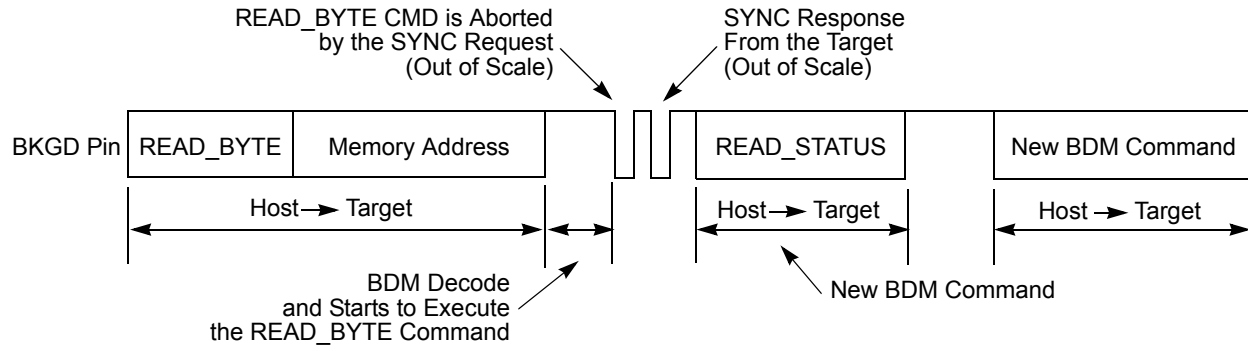 READ_BYTE CMD is Aborted
by the SYNC Request
(Out of Scale)
SYNC Response
From the Target
(Out of Scale)
BKGD Pin
READ_BYTE
Memory Address
READ_STATUS
New BDM Command
Host Target
Host Target
Host Target
BDM Decode
and Starts to Execute
the READ_BYTE Command
New BDM Command